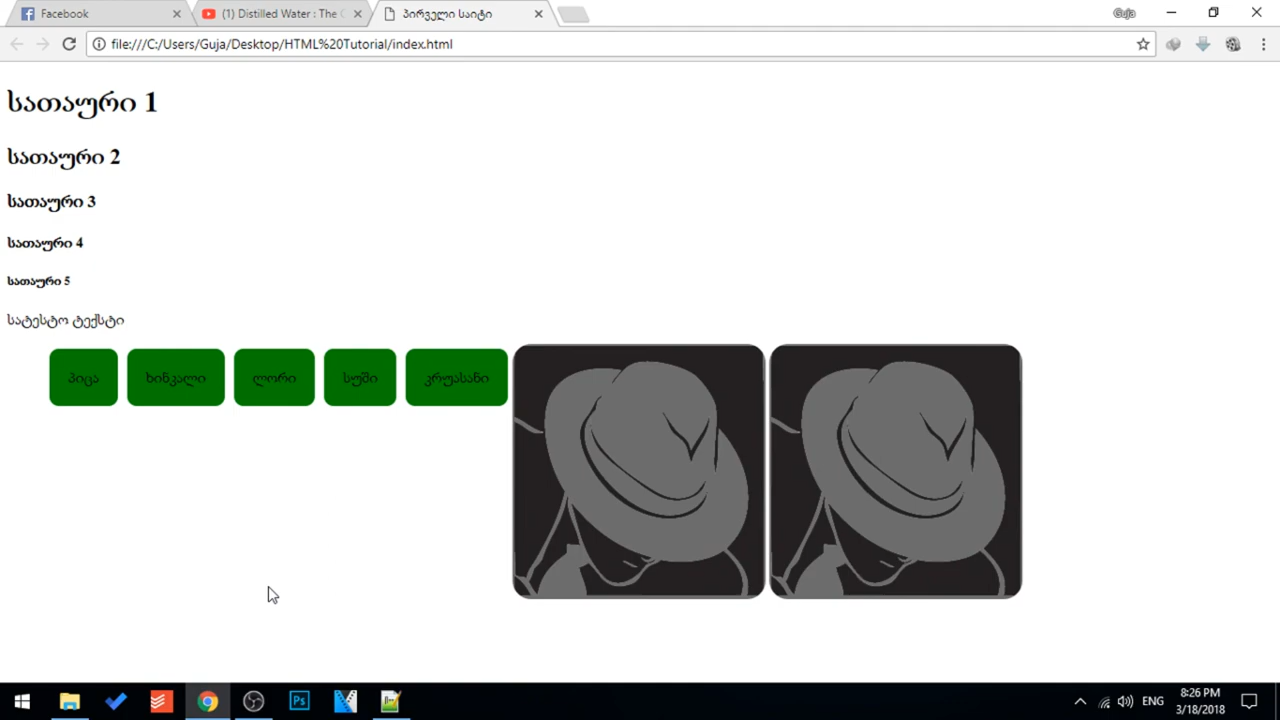 Facebook
(1) Distilled Water : The
პირველი საიტი
Guja
file:///C:/Users/Guja/Desktop/HTML%20Tutorial/index.html
სათაური 1
სათაური 2
სათაური 3
სათაური 4
სათაური 5
სატესტო ტექსტი
პიცა ხინკალი ლორი სუში კრუასანი
Ps
ENG
8:26 PM
3/18/2018